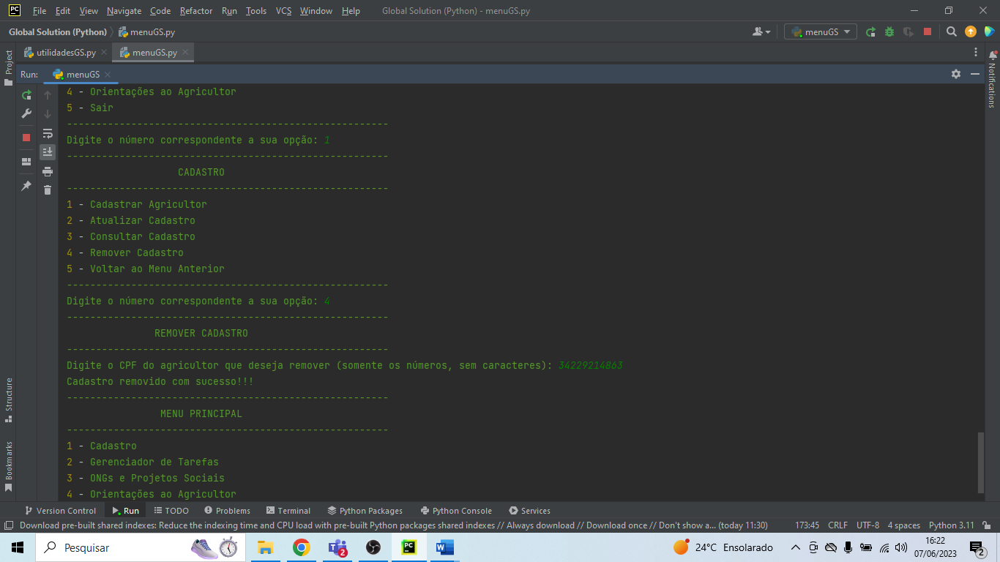 PC File Edit View Navigate Code Refactor Run Tools VCS Window Help Global Solution (Python) - menuGS.py
Global Solution (Python) menuGS.py menuGS
utilidadesGS.py menuGS.py
Project
Notifications
Run: menuGS
4 - Orientações ao Agricultor
5 - Sair
-------------------------------------------------------
Digite o número correspondente a sua opção: 1
-------------------------------------------------------
CADASTRO
-------------------------------------------------------
1 - Cadastrar Agricultor
2 - Atualizar Cadastro
3 - Consultar Cadastro
4 - Remover Cadastro
5 - Voltar ao Menu Anterior
-------------------------------------------------------
Digite o número correspondente a sua opção: 4
-------------------------------------------------------
REMOVER CADASTRO
-------------------------------------------------------
Digite o CPF do agricultor que deseja remover (somente os números, sem caracteres): 34229214863
Cadastro removido com sucesso!!!
-------------------------------------------------------
MENU PRINCIPAL
-------------------------------------------------------
1 - Cadastro
2 - Gerenciador de Tarefas
3 - ONGs e Projetos Sociais
4 - Orientações ao Agricultor
Structure
Bookmarks
Version Control Run TODO Problems Terminal Python Packages Python Console Services
Download pre-built shared indexes: Reduce the indexing time and CPU load with pre-built Python packages shared indexes // Always download // Download once // Don't show a... (today 11:30) 173:45 CRLF UTF-8 4 spaces Python 3.11
Pesquisar 2 PC W 24°C Ensolarado 16:22
07/06/2023 2